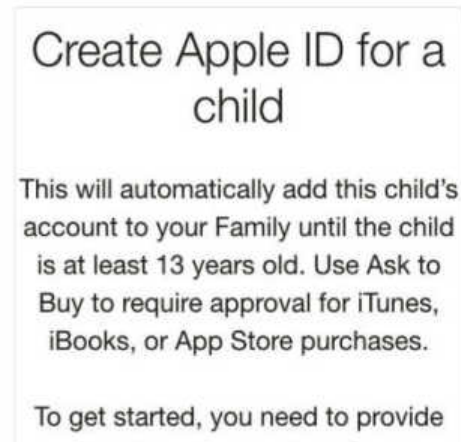 Create Apple ID for a
child
This will automatically add this child's
account to your Family until the child
is at least 13 years old. Use Ask to
Buy to require approval for iTunes,
iBooks, or App Store purchases.
To get started, you need to provide